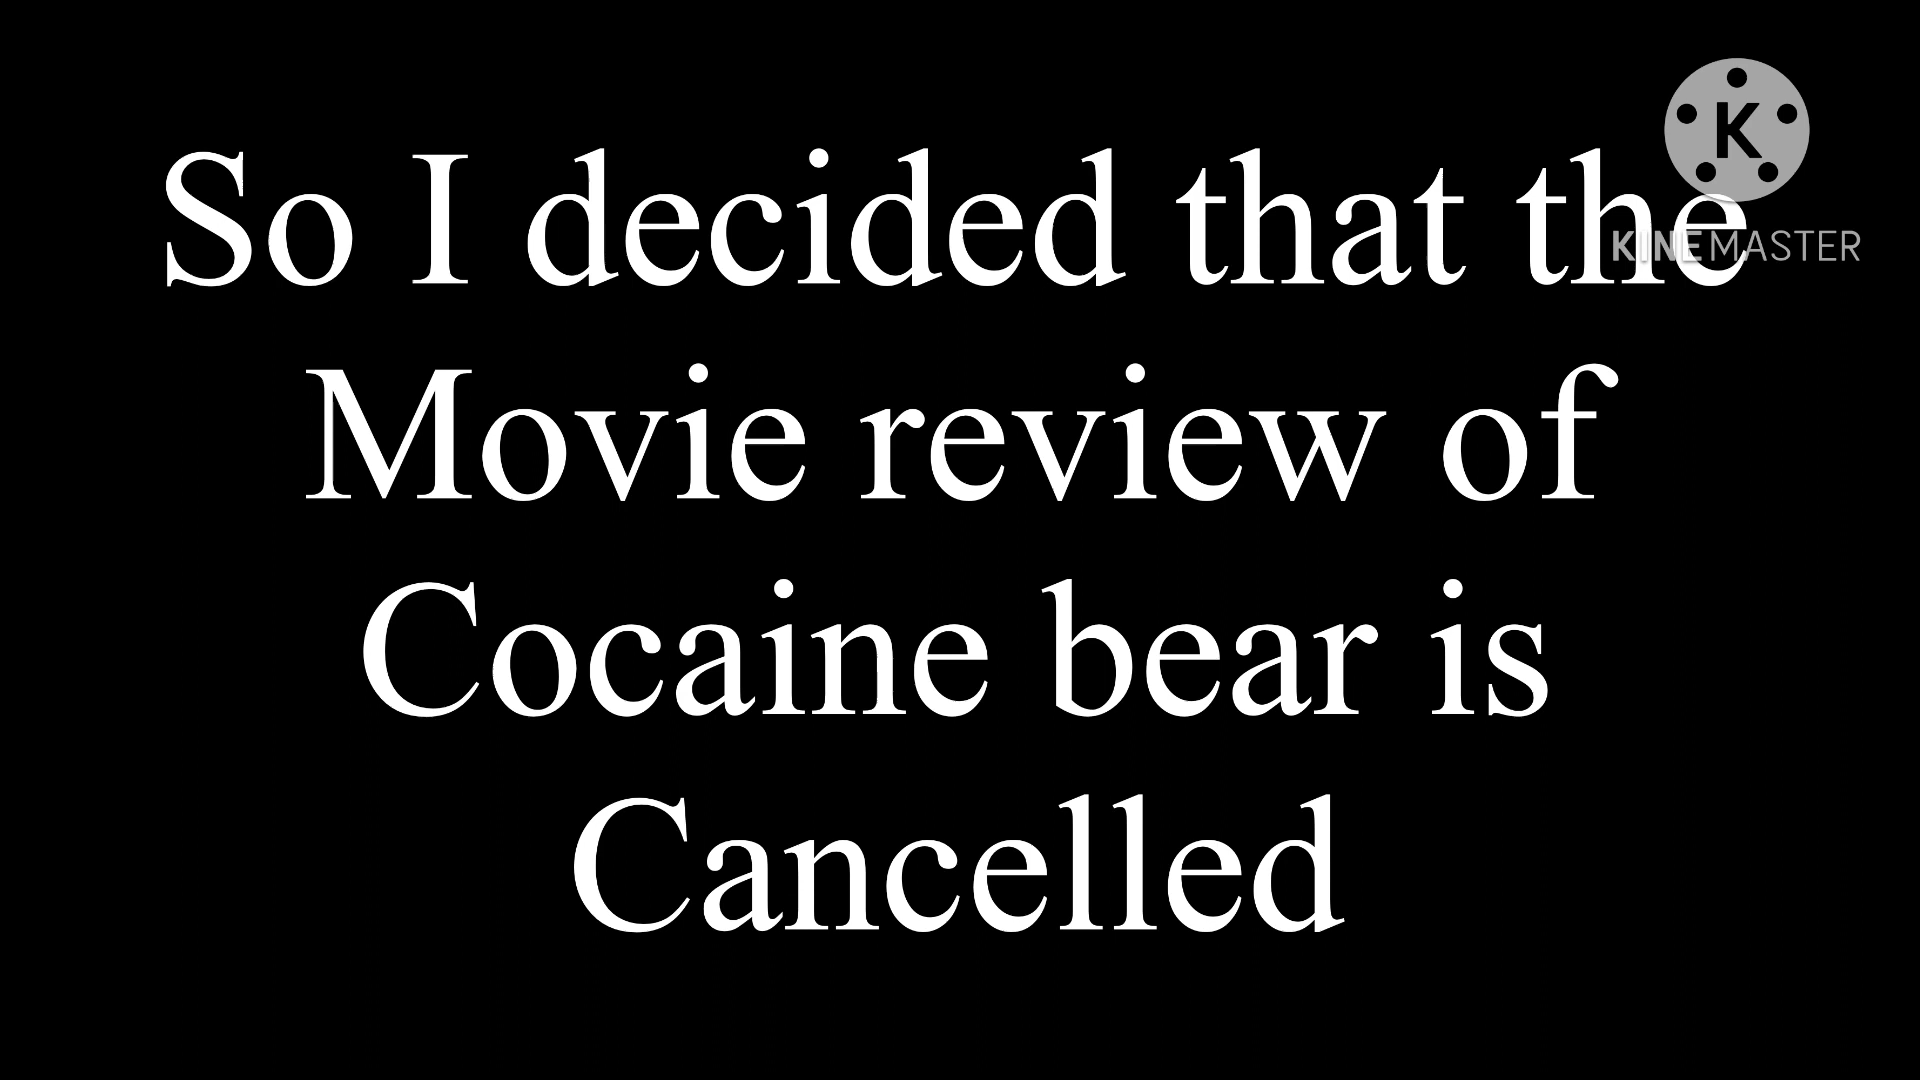 So I decided that the
K
KINEMASTER
Movie review of
Cocaine bear is
Cancelled